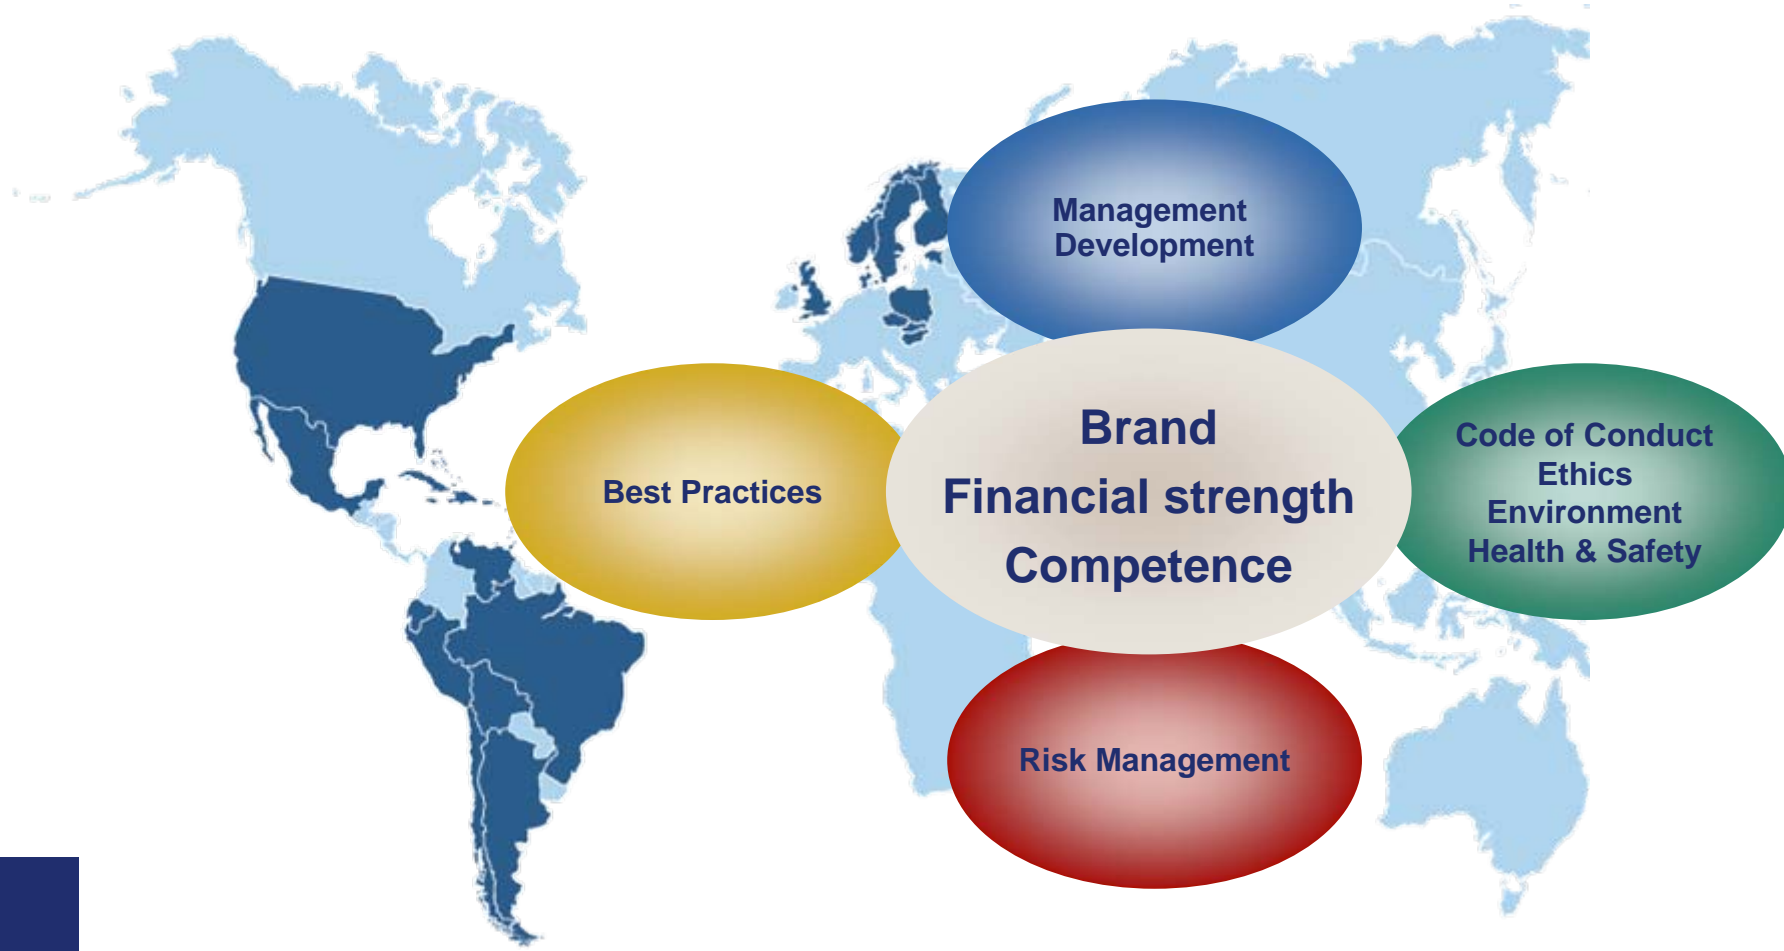 Management
Development
Best Practices
Brand
Financial strength
Competence
Code of Conduct
Ethics
Environment
Health & Safety
Risk Management